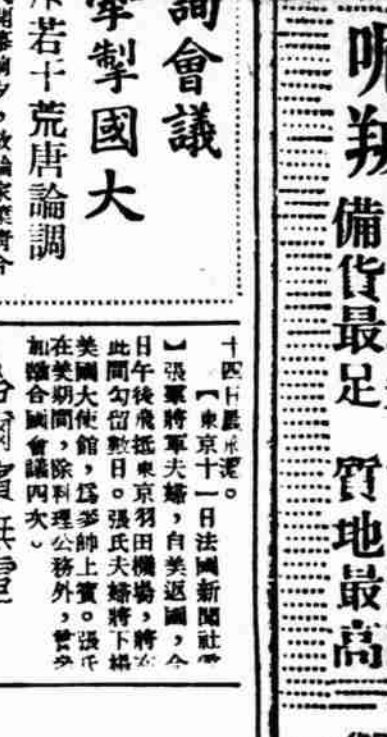 呢
備貨最足
質地最高
詢會議
牽掣國大
若干荒唐論調
十四日晨
【東京十一日法國新聞社電
】張羣將軍夫婦，自美返國，今
日午後飛抵東京羽田機場，將在
此間勾留數日。張氏夫婦將下榻
美國大使館，爲麥帥上賓。張氏
在美期間，除料理公務外，曾參
加聯合國會議四次。